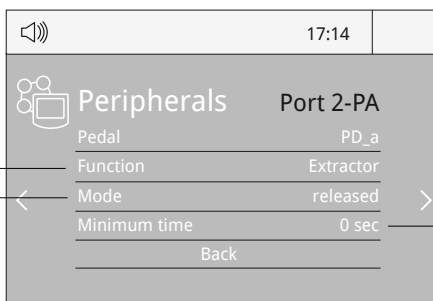 17:14
Peripherals Port 2-PA
Pedal PD_a
Function Extractor
Mode released
Minimum time 0 sec
Back